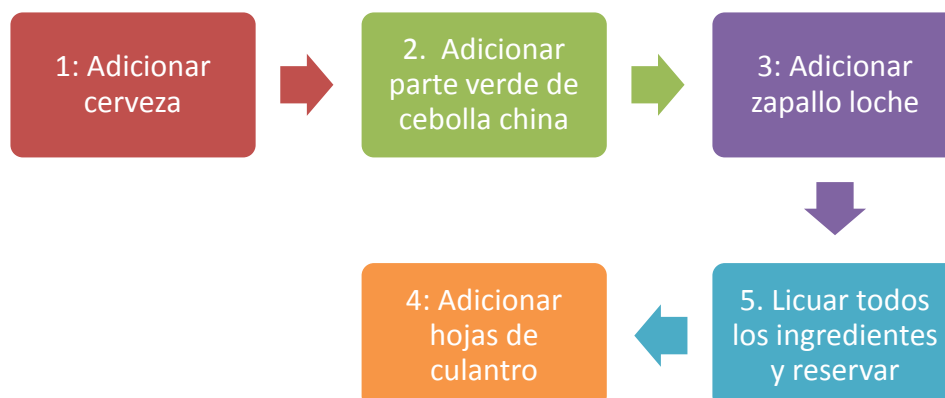 1: Adicionar
cerveza
2.  Adicionar
parte verde de
cebolla china
3: Adicionar
zapallo loche
5. Licuar todos
los ingredientes
y reservar
4: Adicionar
hojas de
culantro